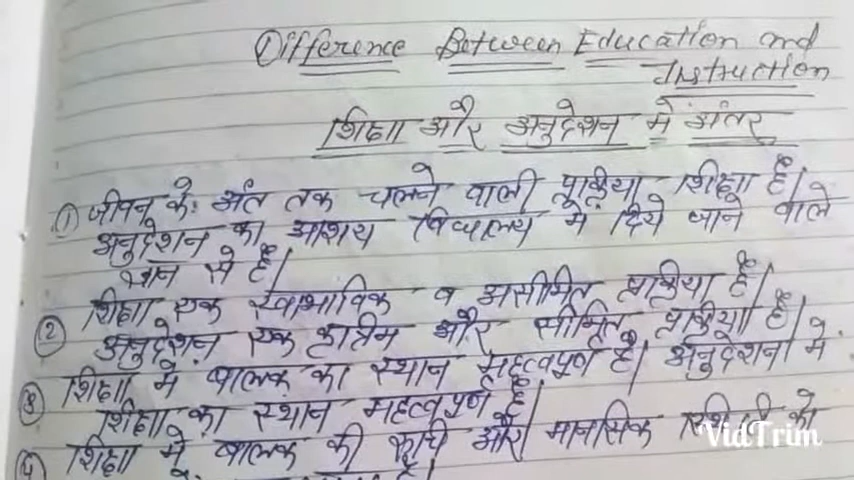 Difference Between Education and
Instruction
शिक्षा और अनुदेशन में अंतर
① जीवन के अंत तक चलने वाली प्रक्रिया शिक्षा है।
अनुदेशन का आशय विद्यालय में दिये जाने वाले
ज्ञान से है।
② शिक्षा एक स्वाभाविक व असीमित प्रक्रिया है।
अनुदेशन एक कृत्रिम और सीमित प्रक्रिया है।
③ शिक्षा में बालक का स्थान महत्वपूर्ण है। अनुदेशन में
शिक्षा का स्थान महत्वपूर्ण है।
④ शिक्षा में बालक की रूचि और मानसिक को
VidTrim